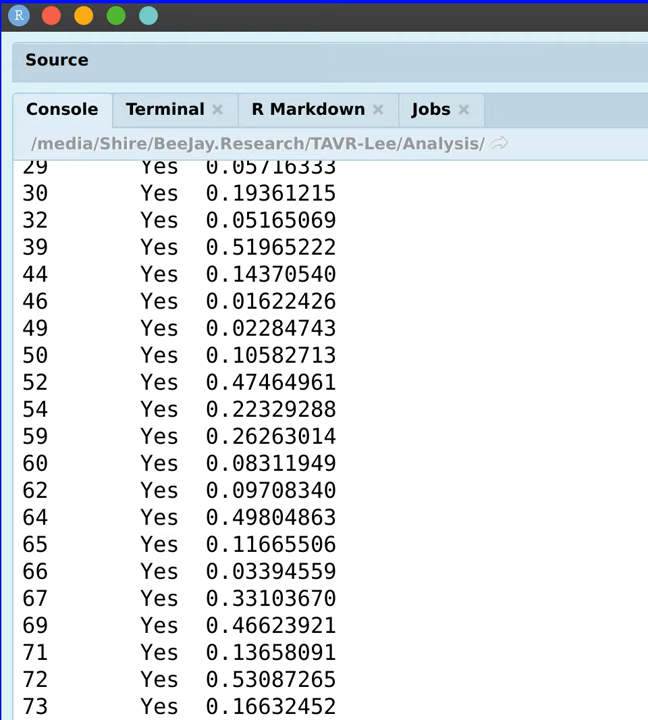 R
Source
Console Terminal × R Markdown × Jobs ×
/media/Shire/BeeJay.Research/TAVR-Lee/Analysis/
29 Yes 0.05716333
30 Yes 0.19361215
32 Yes 0.05165069
39 Yes 0.51965222
44 Yes 0.14370540
46 Yes 0.01622426
49 Yes 0.02284743
50 Yes 0.10582713
52 Yes 0.47464961
54 Yes 0.22329288
59 Yes 0.26263014
60 Yes 0.08311949
62 Yes 0.09708340
64 Yes 0.49804863
65 Yes 0.11665506
66 Yes 0.03394559
67 Yes 0.33103670
69 Yes 0.46623921
71 Yes 0.13658091
72 Yes 0.53087265
73 Yes 0.16632452